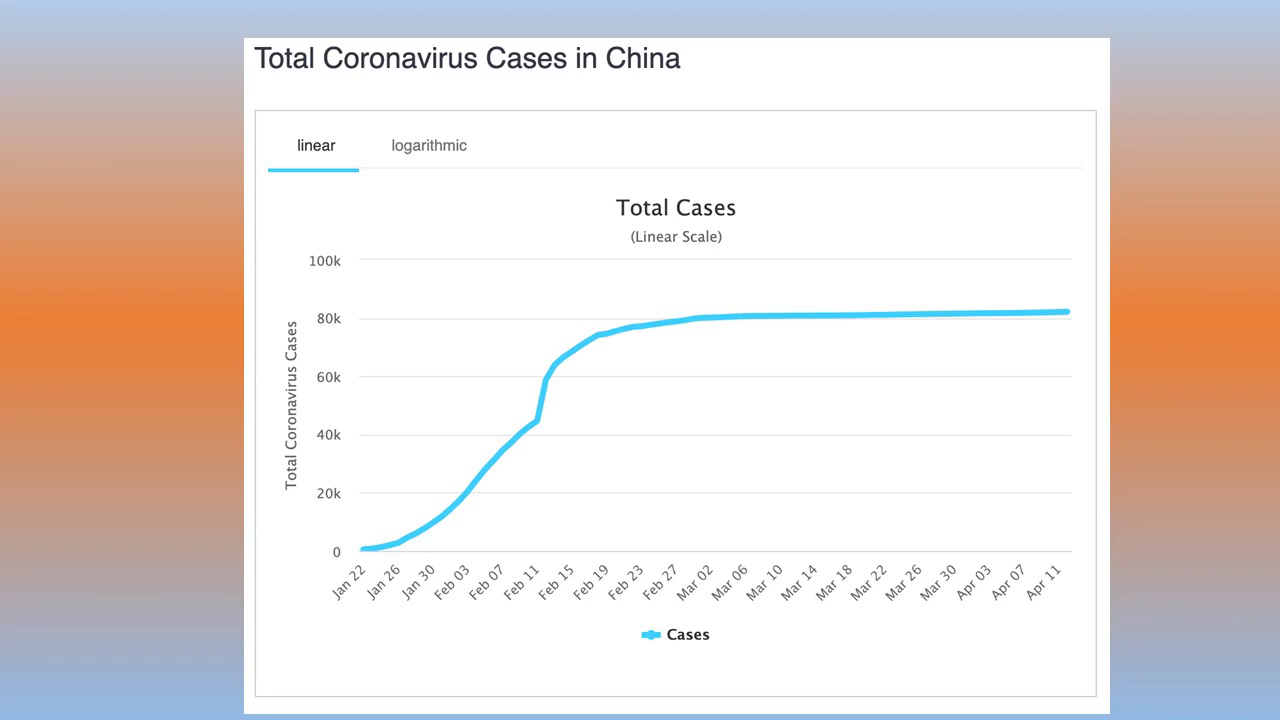 Total Coronavirus Cases in China
linear logarithmic
Total Cases
(Linear Scale)
Total Coronavirus Cases
100k
80k
60k
40k
20k
0
Jan 22 Jan 26 Jan 30 Feb 03 Feb 07 Feb 11 Feb 15 Feb 19 Feb 23 Feb 27 Mar 02 Mar 06 Mar 10 Mar 14 Mar 18 Mar 22 Mar 26 Mar 30 Apr 03 Apr 07 Apr 11
Cases